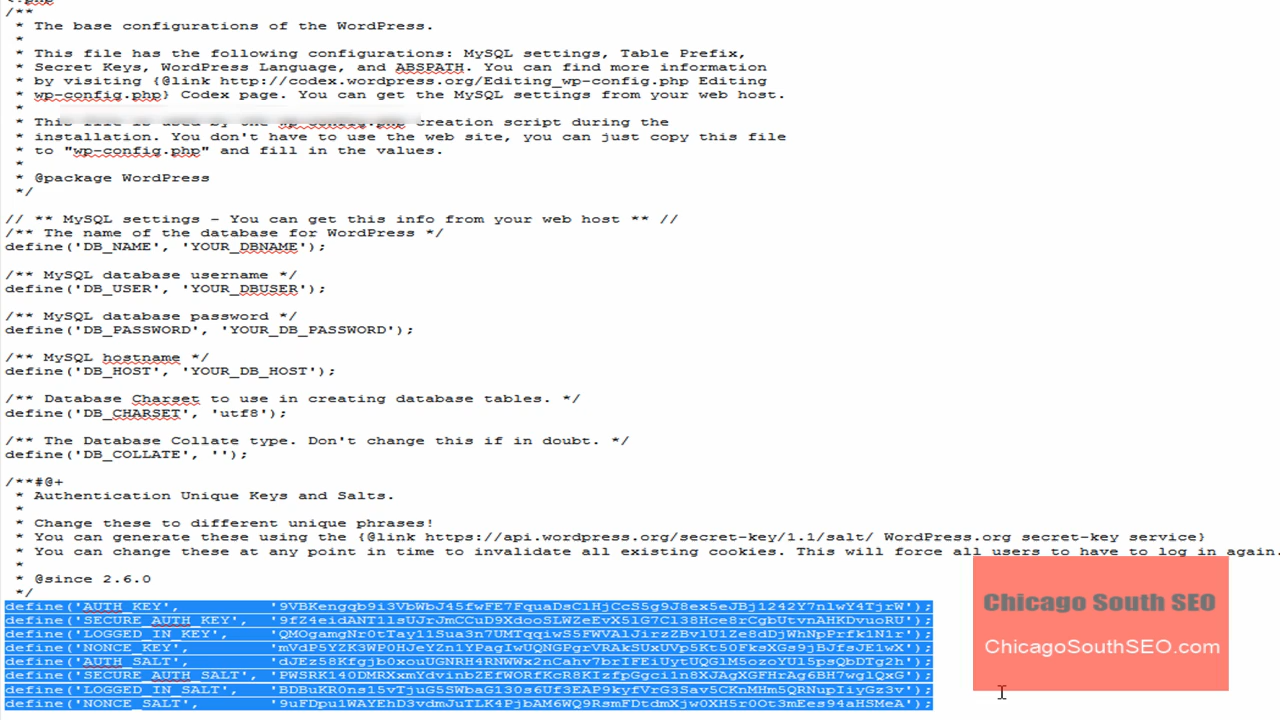 <?php
/**
 * The base configurations of the WordPress.
 *
 * This file has the following configurations: MySQL settings, Table Prefix,
 * Secret Keys, WordPress Language, and ABSPATH. You can find more information
 * by visiting {@link http://codex.wordpress.org/Editing_wp-config.php Editing
 * wp-config.php} Codex page. You can get the MySQL settings from your web host.
 *
 * This file is used by the wp-config.php creation script during the
 * installation. You don't have to use the web site, you can just copy this file
 * to "wp-config.php" and fill in the values.
 *
 * @package WordPress
 */
// ** MySQL settings - You can get this info from your web host ** //
/** The name of the database for WordPress */
define('DB_NAME', 'YOUR_DBNAME');
/** MySQL database username */
define('DB_USER', 'YOUR_DBUSER');
/** MySQL database password */
define('DB_PASSWORD', 'YOUR_DB_PASSWORD');
/** MySQL hostname */
define('DB_HOST', 'YOUR_DB_HOST');
/** Database Charset to use in creating database tables. */
define('DB_CHARSET', 'utf8');
/** The Database Collate type. Don't change this if in doubt. */
define('DB_COLLATE', '');
/**#@+
 * Authentication Unique Keys and Salts.
 *
 * Change these to different unique phrases!
 * You can generate these using the {@link https://api.wordpress.org/secret-key/1.1/salt/ WordPress.org secret-key service}
 * You can change these at any point in time to invalidate all existing cookies. This will force all users to have to log in again.
 *
 * @since 2.6.0
 */
define('AUTH_KEY',
define('SECURE_AUTH_KEY',
define('LOGGED_IN_KEY',
define('NONCE_KEY',
define('AUTH_SALT',
define('SECURE_AUTH_SALT',
define('LOGGED_IN_SALT',
define('NONCE_SALT',
Chicago South SEO
ChicagoSouthSEO.com